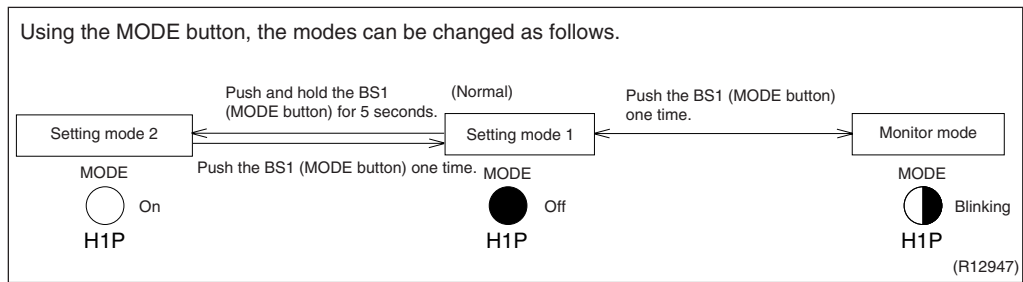 Using the MODE button, the modes can be changed as follows.
Push and hold the BS1
(MODE button) for 5 seconds.
(Normal)
Push the BS1 (MODE button)
one time.
Setting mode 2
Setting mode 1
Monitor mode
Push the BS1 (MODE button) one time.
MODE
On
H1P
MODE
Off
H1P
MODE
Blinking
H1P
(R12947)